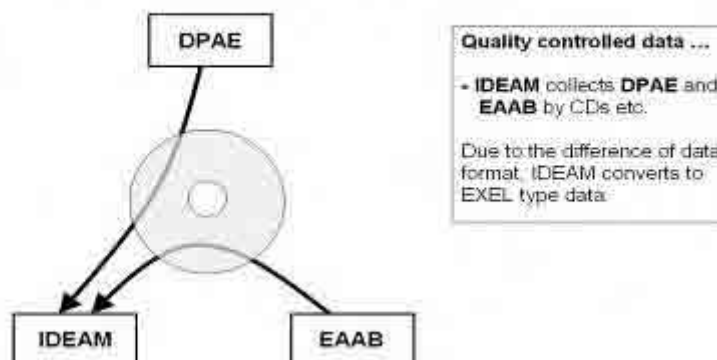 DPAE
Quality controlled data ...
- IDEAM collects DPAE and
EAAB by CDs etc.
Due to the difference of data
format, IDEAM converts to
EXEL type data
IDEAM
EAAB